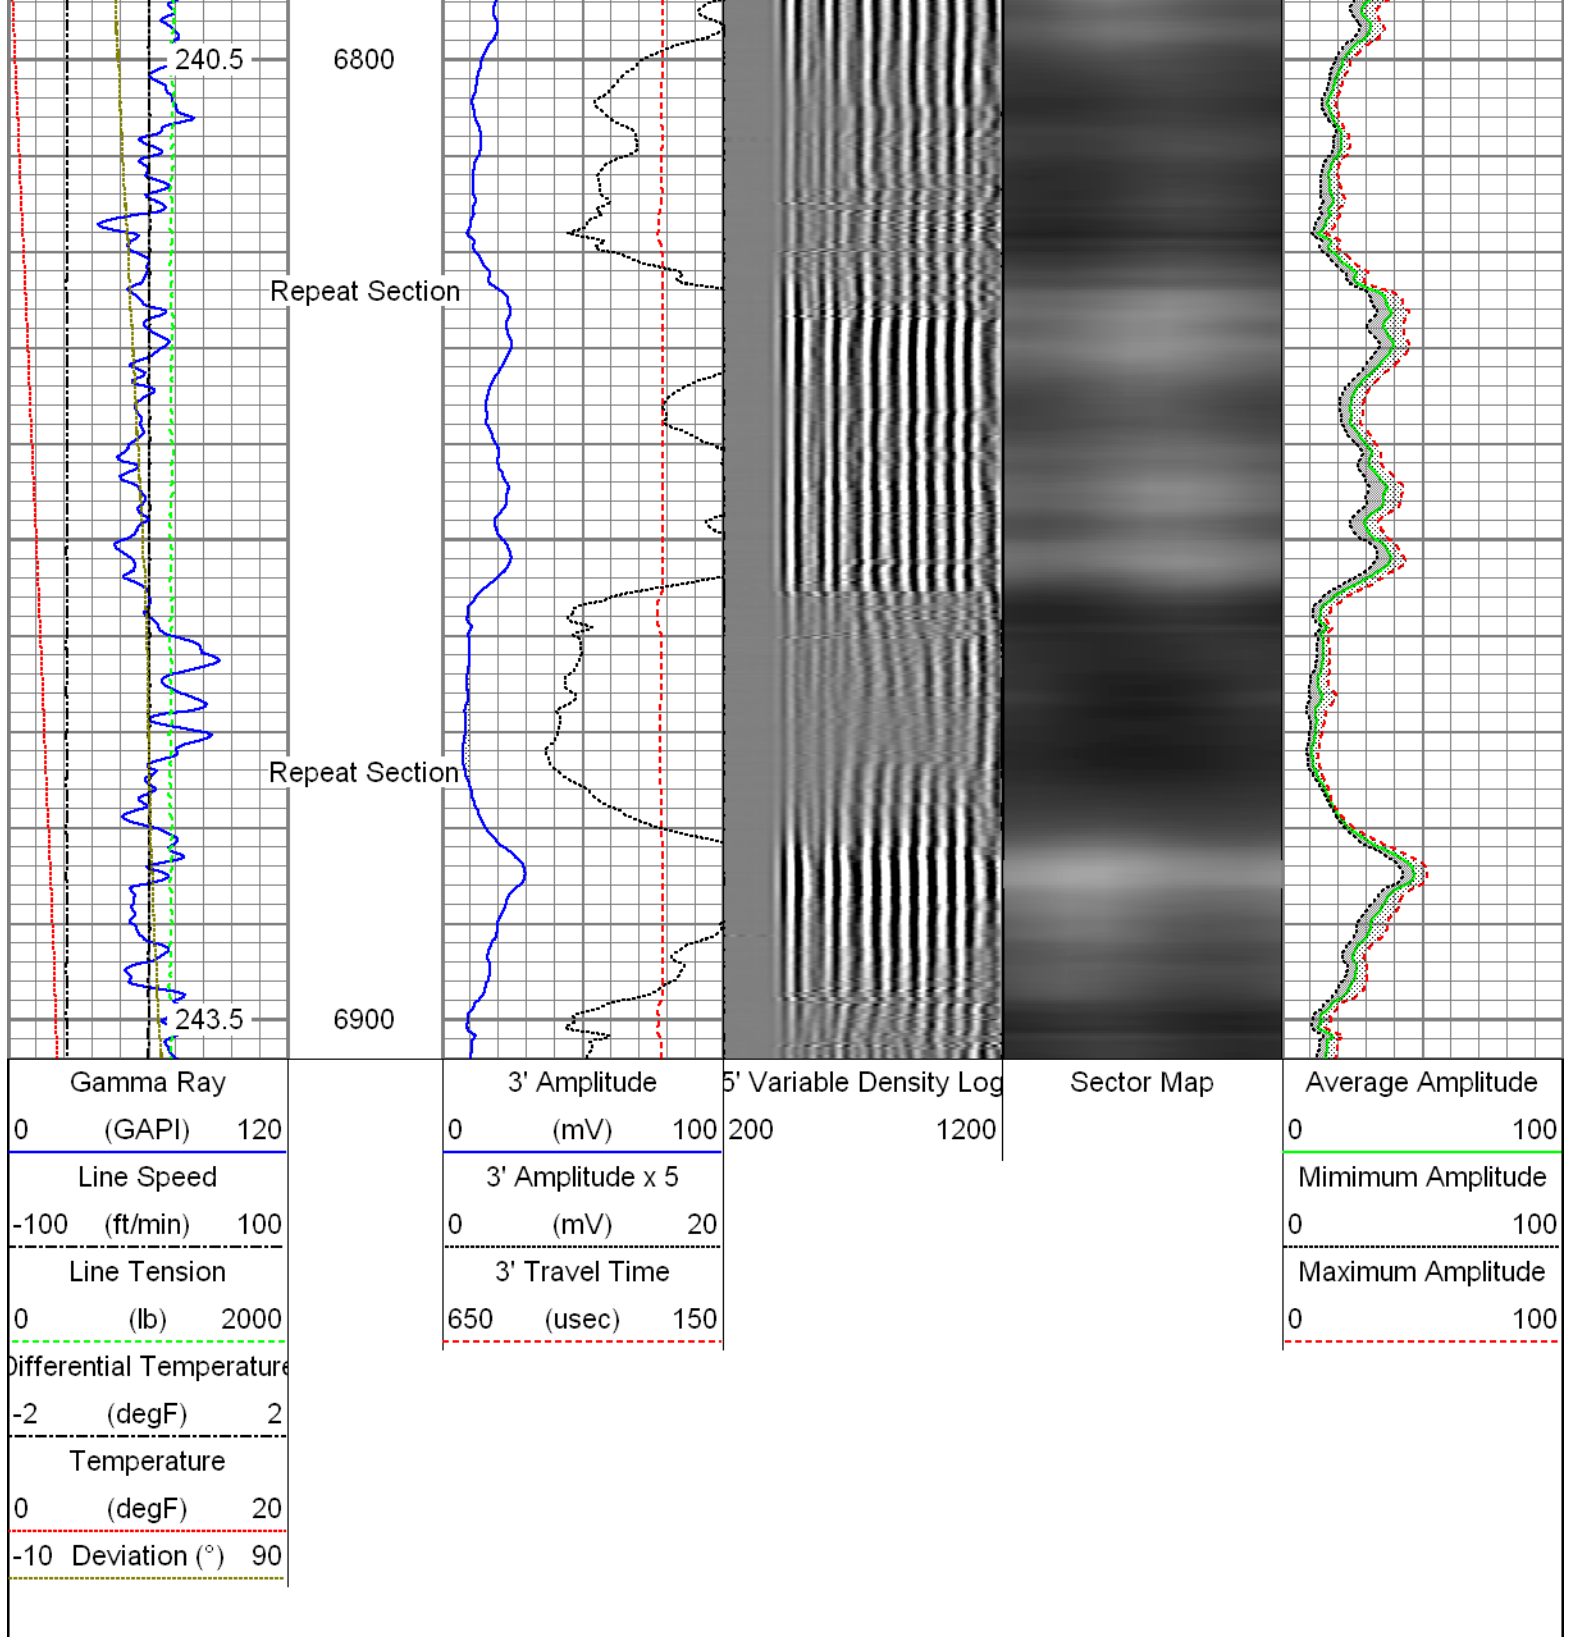 240.5
6800
Repeat Section
Repeat Section
243.5
6900
Gamma Ray
0 (GAPI) 120
Line Speed
-100 (ft/min) 100
Line Tension
0 (lb) 2000
Differential Temperature
-2 (degF) 2
Temperature
0 (degF) 20
-10 Deviation (°) 90
3' Amplitude
0 (mV) 100
3' Amplitude x 5
0 (mV) 20
3' Travel Time
650 (usec) 150
5' Variable Density Log
200 1200
Sector Map
Average Amplitude
0 100
Mimimum Amplitude
0 100
Maximum Amplitude
0 100